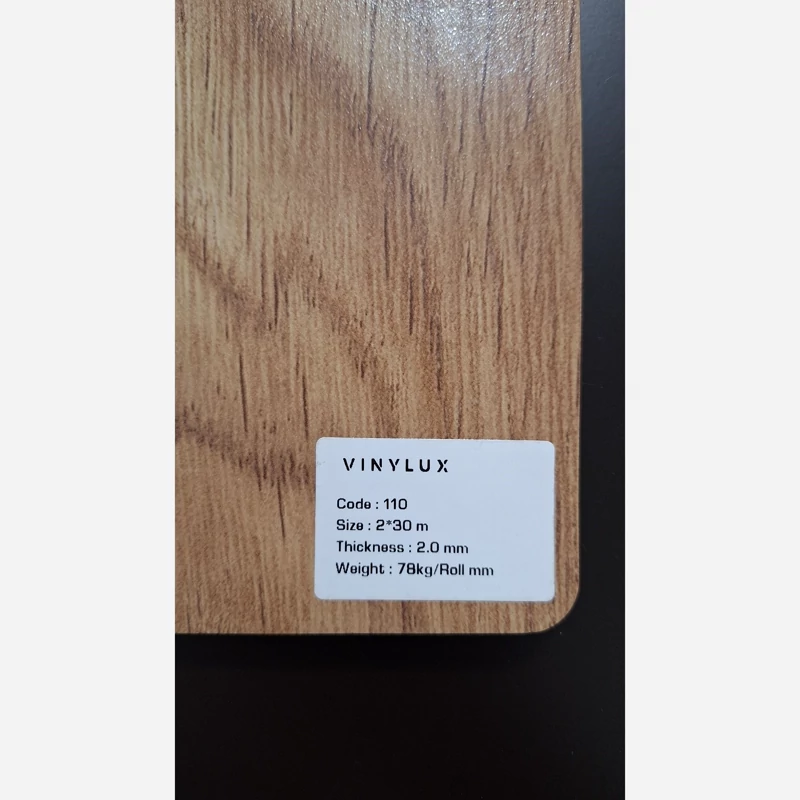 VINYLUX
Code : 110
Size : 2*30 m
Thickness : 2.0 mm
Weight : 78kg/Roll mm